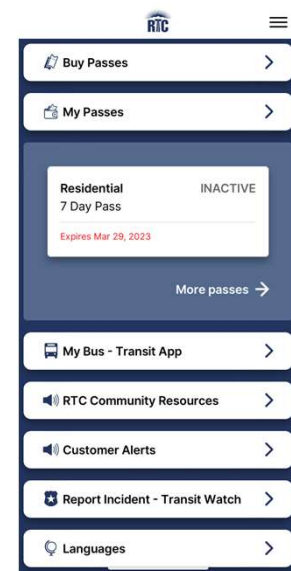 RTC
Buy Passes
My Passes
Residential INACTIVE
7 Day Pass
Expires Mar 29, 2023
More passes
My Bus - Transit App
RTC Community Resources
Customer Alerts
Report Incident - Transit Watch
Languages